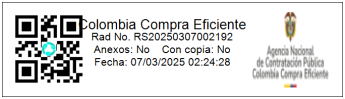 Colombia Compra Eficiente
Rad No. RS20250307002192
Anexos: No Con copia: No
Fecha: 07/03/2025 02:24:28
Agencia Nacional
de Contratación Pública
Colombia Compra Eficiente